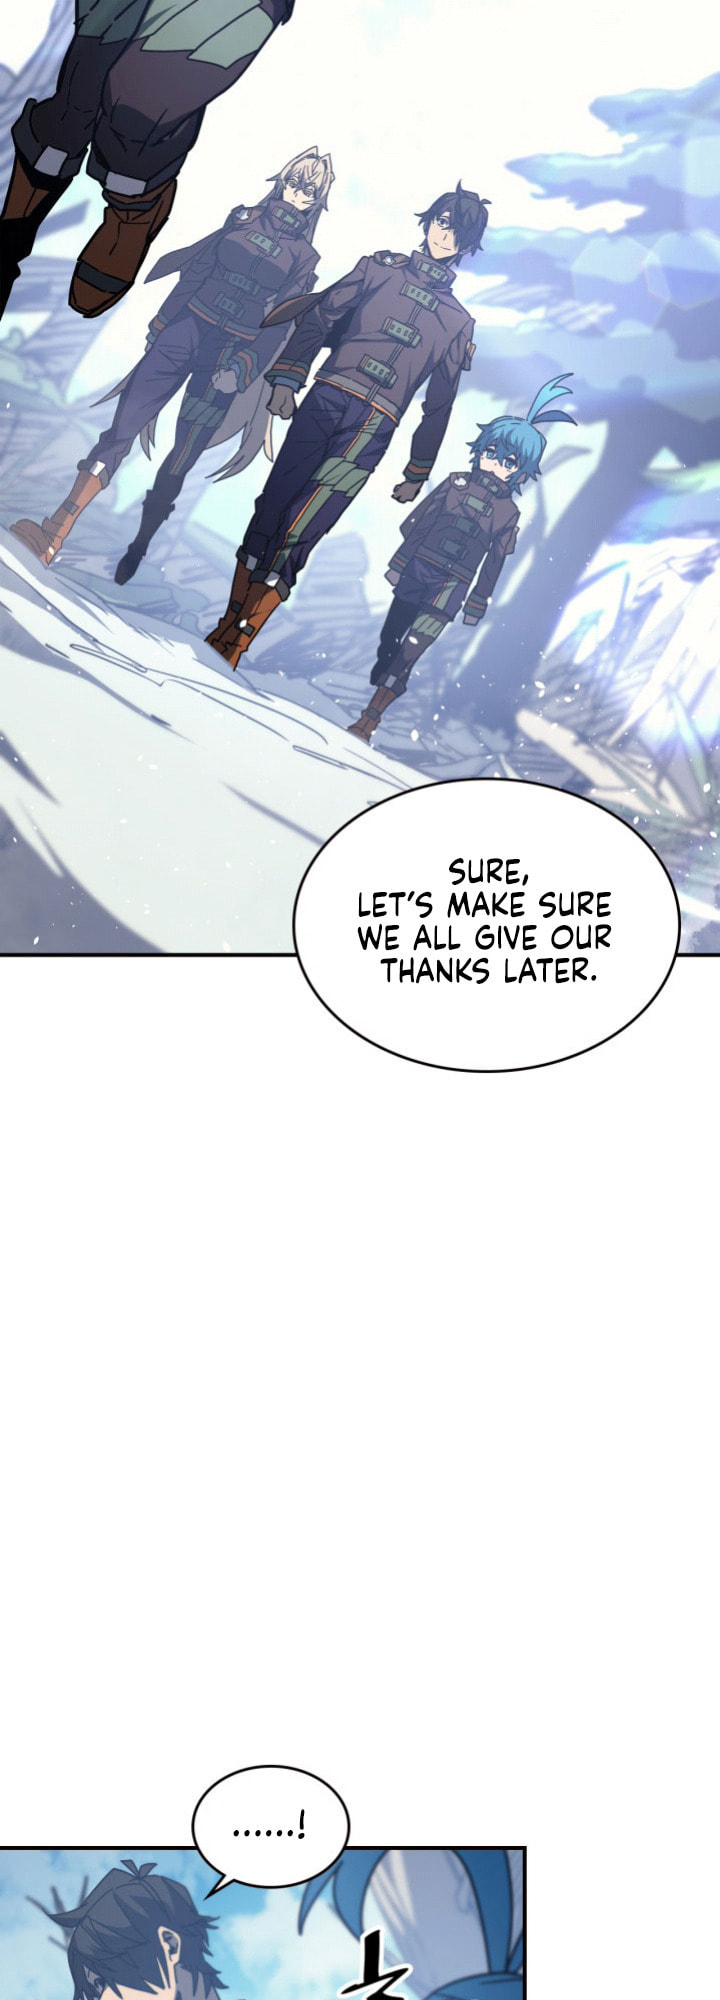 SURE,
LET'S MAKE SURE
WE ALL GIVE OUR
THANKS LATER.
......!